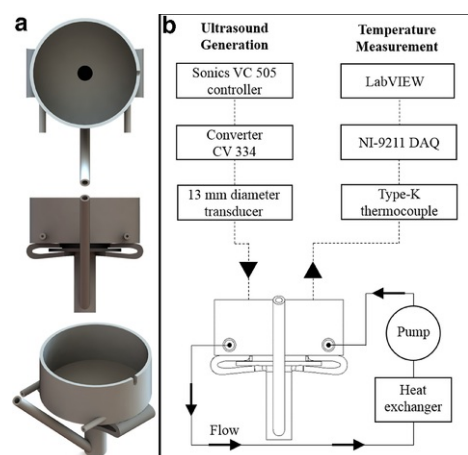 a
b
Ultrasound
Generation
Temperature
Measurement
Sonics VC 505
controller
LabVIEW
Converter
CV 334
NI-9211 DAQ
13 mm diameter
transducer
Type-K
thermocouple
Pump
Heat
exchanger
Flow